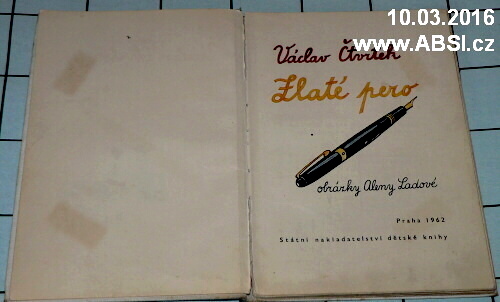 10.03.2016
www.ABSI.cz
Václav Čtvrtek
Zlaté pero
obrázky Aleny Ladové
Praha 1962
Státní nakladatelství dětské knihy